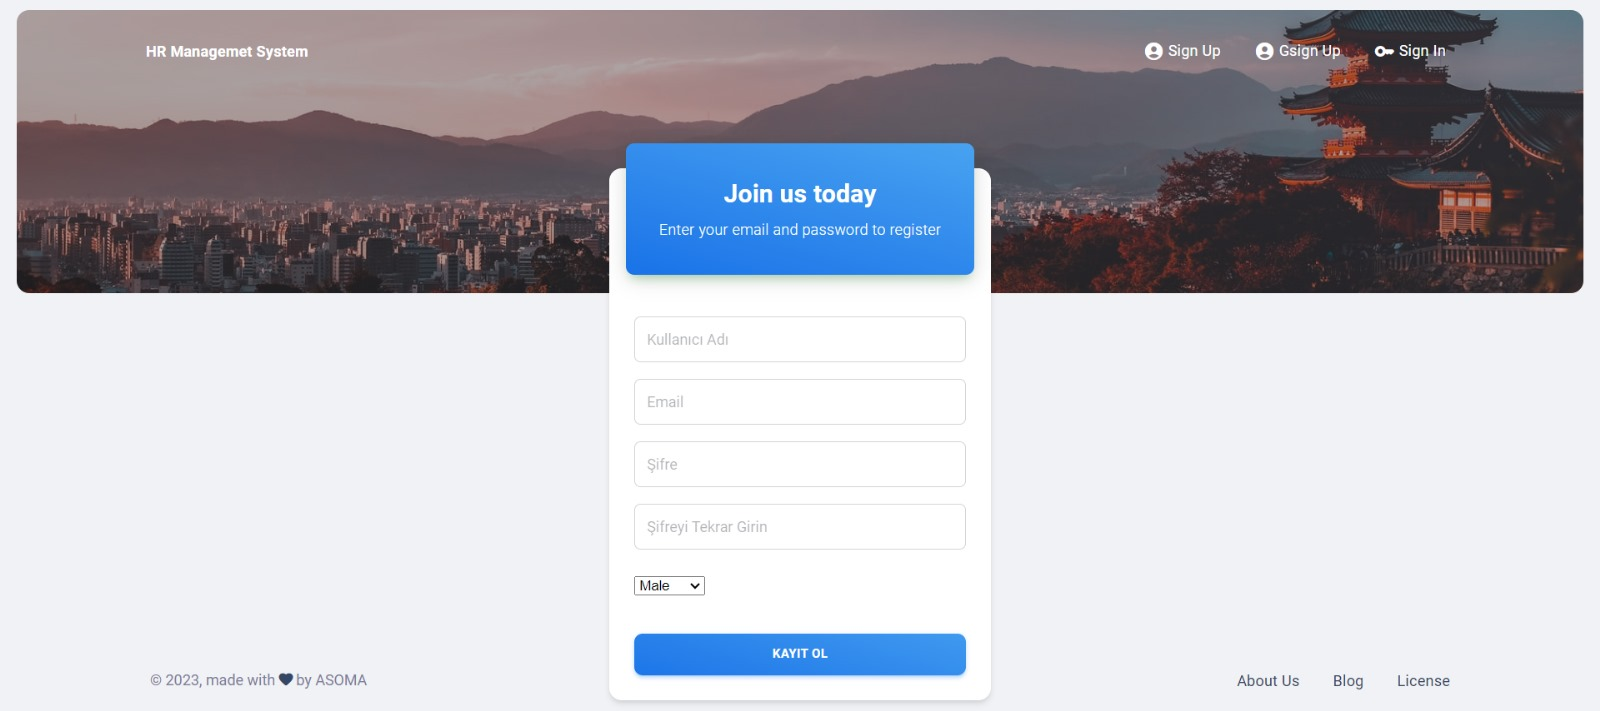 HR Managemet System
Sign Up
Gsign Up
Sign In
Join us today
Enter your email and password to register
Kullanıcı Adı
Email
Şifre
Şifreyi Tekrar Girin
Male
KAYIT OL
© 2023, made with by ASOMA
About Us
Blog
License